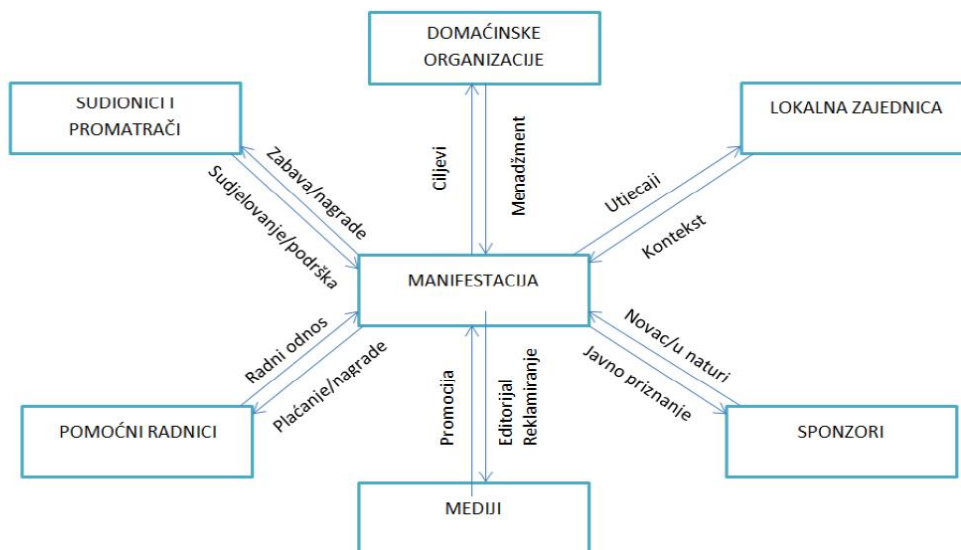 DOMAĆINSKE
ORGANIZACIJE
SUDIONICI I
PROMATRAČI
LOKALNA ZAJEDNICA
Zabava/nagrade
Sudjelovanje/podrška
Ciljevi
Menadžment
Utjecaji
Kontekst
MANIFESTACIJA
Radni odnos
Plaćanje/nagrade
Promocija
Editorijal
Reklamiranje
Novac/u naturi
Javno priznanje
POMOĆNI RADNICI
MEDIJI
SPONZORI